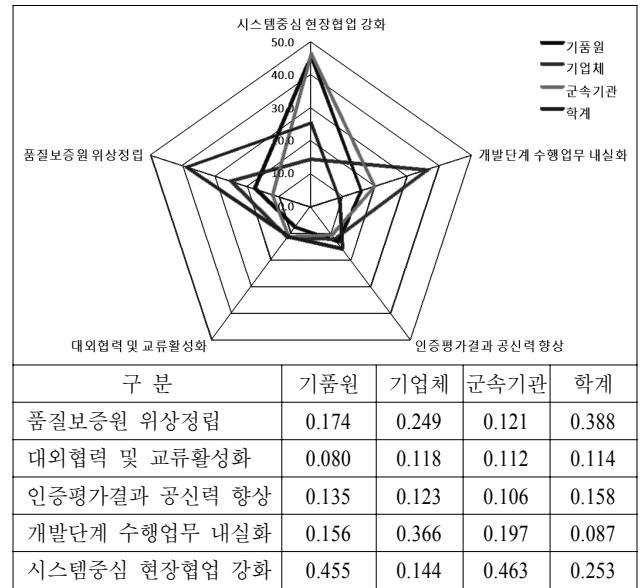 시스템중심 현장협업 강화
50.0
40.0
30.0
20.0
10.0
0.0
기품원
기업체
군속기관
학계
품질보증원 위상정립
개발단계 수행업무 내실화
대외협력 및 교류활성화
인증평가결과 공신력 향상
구 분 기품원 기업체 군속기관 학계
품질보증원 위상정립 0.174 0.249 0.121 0.388
대외협력 및 교류활성화 0.080 0.118 0.112 0.114
인증평가결과 공신력 향상 0.135 0.123 0.106 0.158
개발단계 수행업무 내실화 0.156 0.366 0.197 0.087
시스템중심 현장협업 강화 0.455 0.144 0.463 0.253